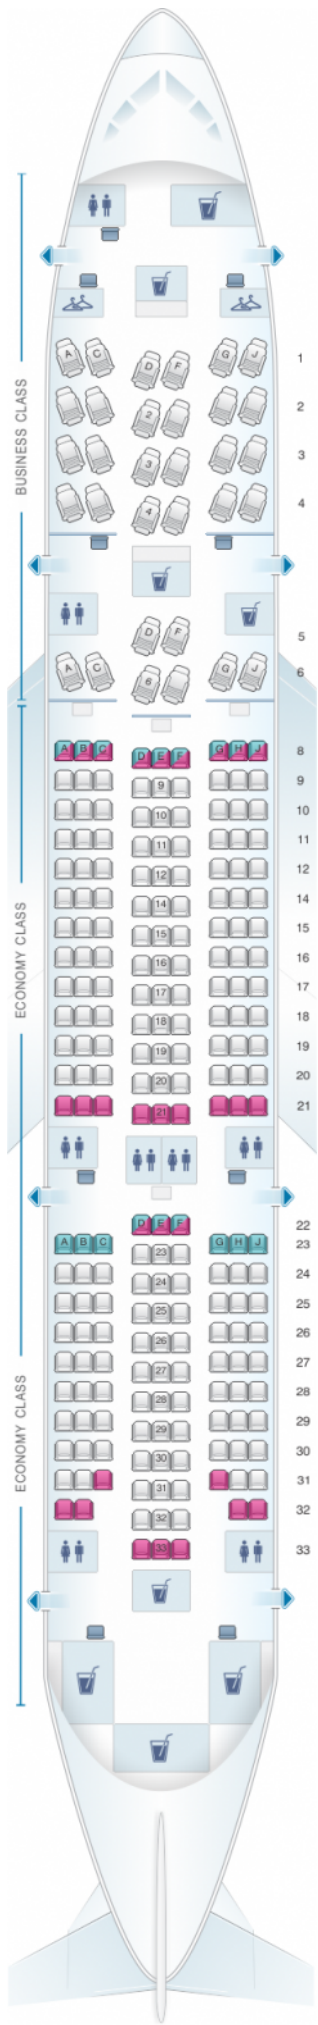 BUSINESS CLASS
A C D F G J 1
2 2
3 3
4 4
D F 5
A C 6 G J 6
ECONOMY CLASS
A B C D E F G H J 8
9 9
10 10
11 11
12 12
14 14
15 15
16 16
17 17
18 18
19 19
20 20
21 21
D E F 22
A B C 23 G H J 23
ECONOMY CLASS
24 24
25 25
26 26
27 27
28 28
29 29
30 30
31 31
32 32
33 33